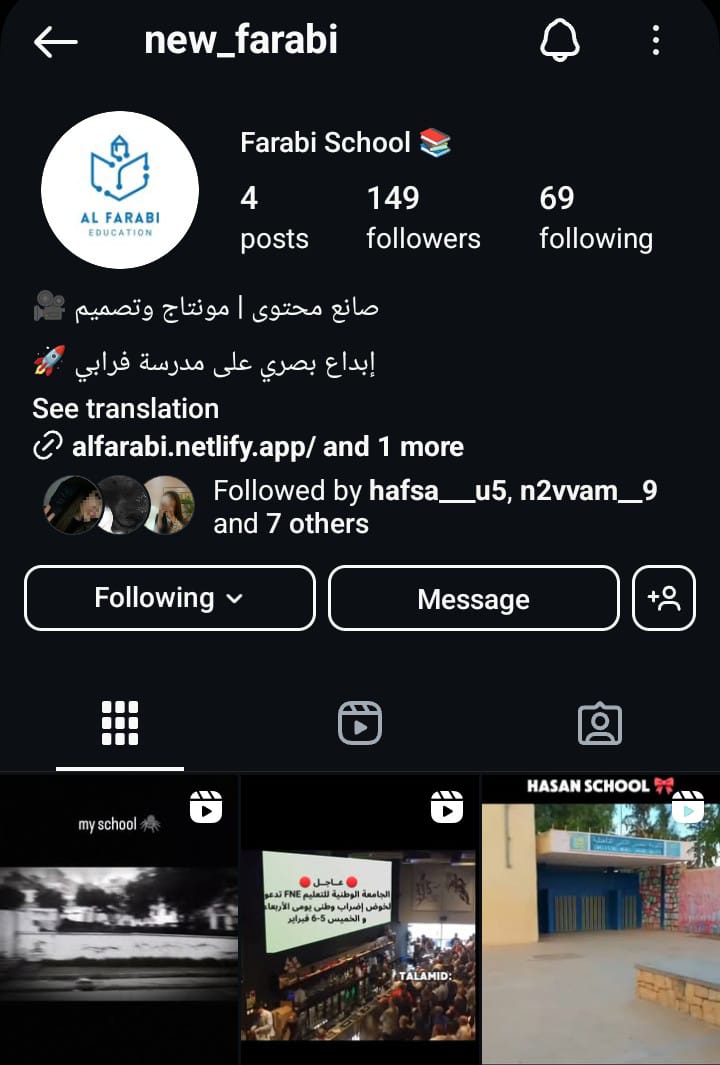 new_farabi
Farabi School 📚
4 149 69
posts followers following
AL FARABI
EDUCATION
صانع محتوى | مونتاج وتصميم 🎥
إبداع بصري على مدرسة فرابي 🚀
See translation
alfarabi.netlify.app/ and 1 more
Followed by hafsa___u5, n2vvam__9
and 7 others
Following
Message
my school 🕷️
🔴 عـاجـل 🔴
الجامعة الوطنية للتعليم FNE تدعو
لخوض إضراب وطني يومي الأربعاء
و الخميس 5-6 فبراير
TALAMID:
HASAN SCHOOL 🎀